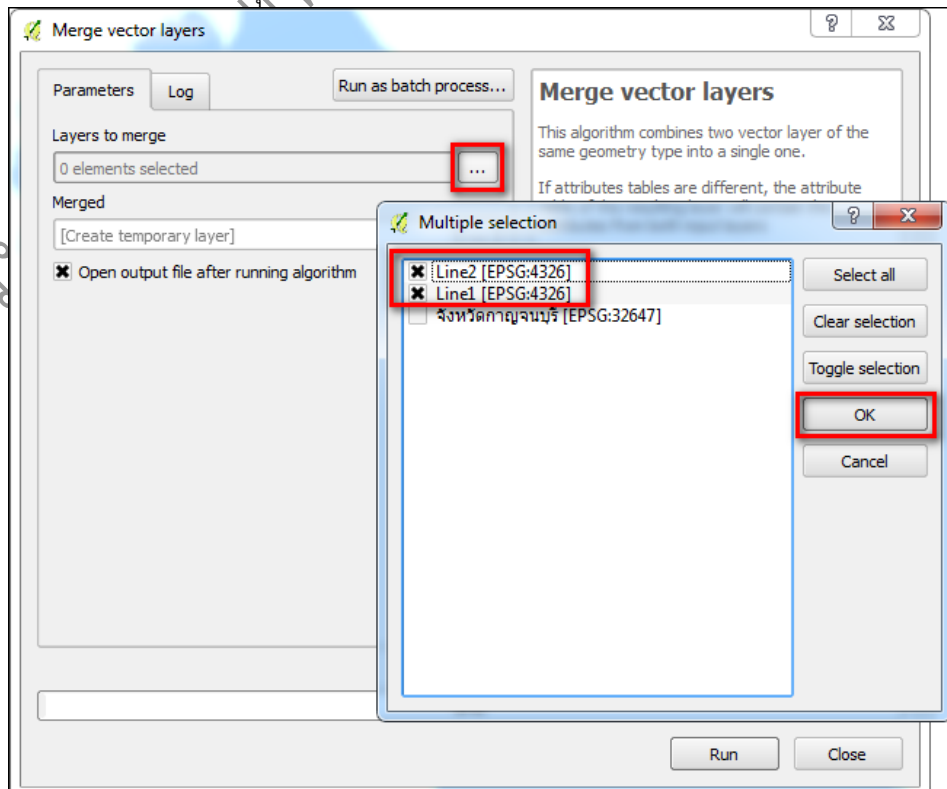 Merge vector layers
Parameters
Log
Run as batch process...
Layers to merge
0 elements selected
...
Merged
[Create temporary layer]
Open output file after running algorithm
Merge vector layers
This algorithm combines two vector layer of the
same geometry type into a single one.
If attributes tables are different, the attribute
Multiple selection
Line2 [EPSG:4326]
Line1 [EPSG:4326]
จังหวัดกาญจนบุรี [EPSG:32647]
Select all
Clear selection
Toggle selection
OK
Cancel
Run
Close